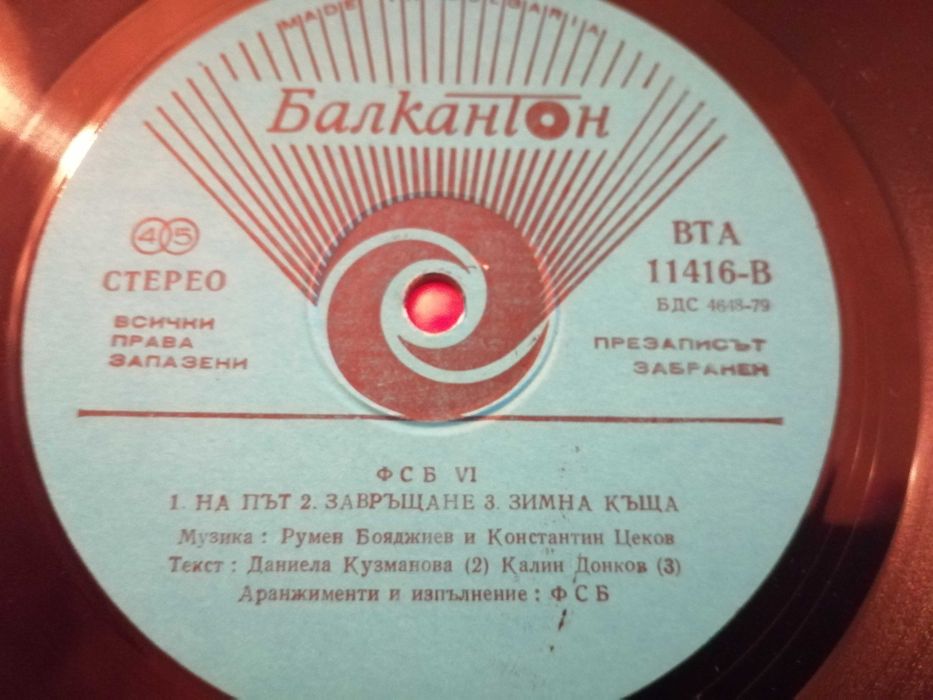 MADE IN BULGARIA
Балкантон
45
СТЕРЕО
ВСИЧКИ
ПРАВА
ЗАПАЗЕНИ
ВТА
11416-В
БДС 4648-79
ПРЕЗАПИСЪТ
ЗАБРАНЕН
ФСБ VI
1. НА ПЪТ 2. ЗАВРЪЩАНЕ 3. ЗИМНА КЪЩА
Музика : Румен Бояджиев и Константин Цеков
Текст : Даниела Кузманова (2) Калин Донков (3)
Аранжименти и изпълнение : ФСБ